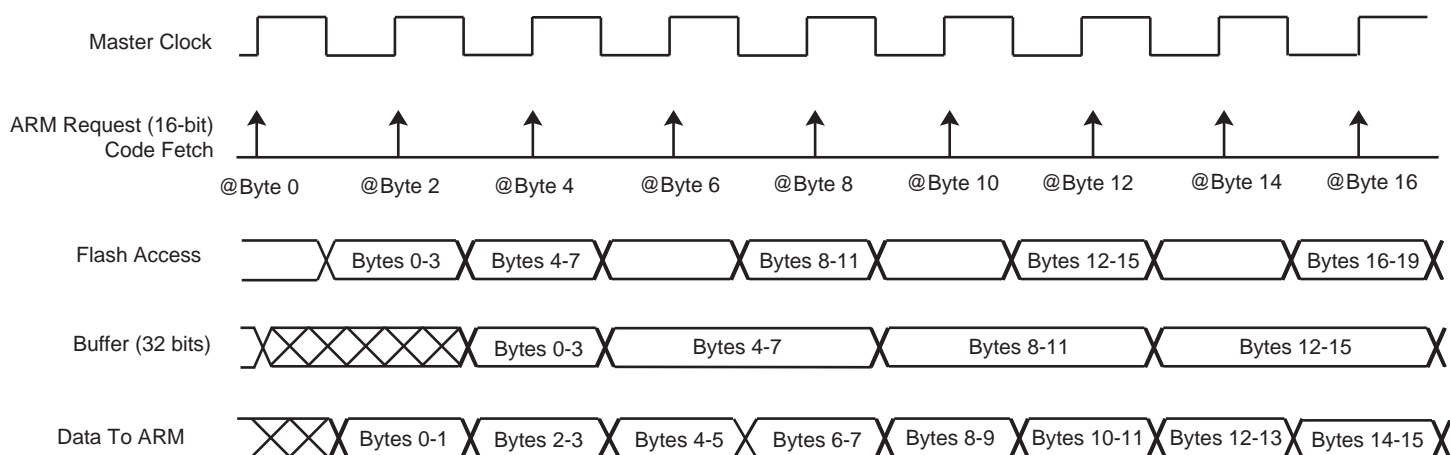 Master Clock
ARM Request (16-bit)
Code Fetch
@Byte 0 @Byte 2 @Byte 4 @Byte 6 @Byte 8 @Byte 10 @Byte 12 @Byte 14 @Byte 16
Flash Access Bytes 0-3 Bytes 4-7 Bytes 8-11 Bytes 12-15 Bytes 16-19
Buffer (32 bits) Bytes 0-3 Bytes 4-7 Bytes 8-11 Bytes 12-15
Data To ARM Bytes 0-1 Bytes 2-3 Bytes 4-5 Bytes 6-7 Bytes 8-9 Bytes 10-11 Bytes 12-13 Bytes 14-15